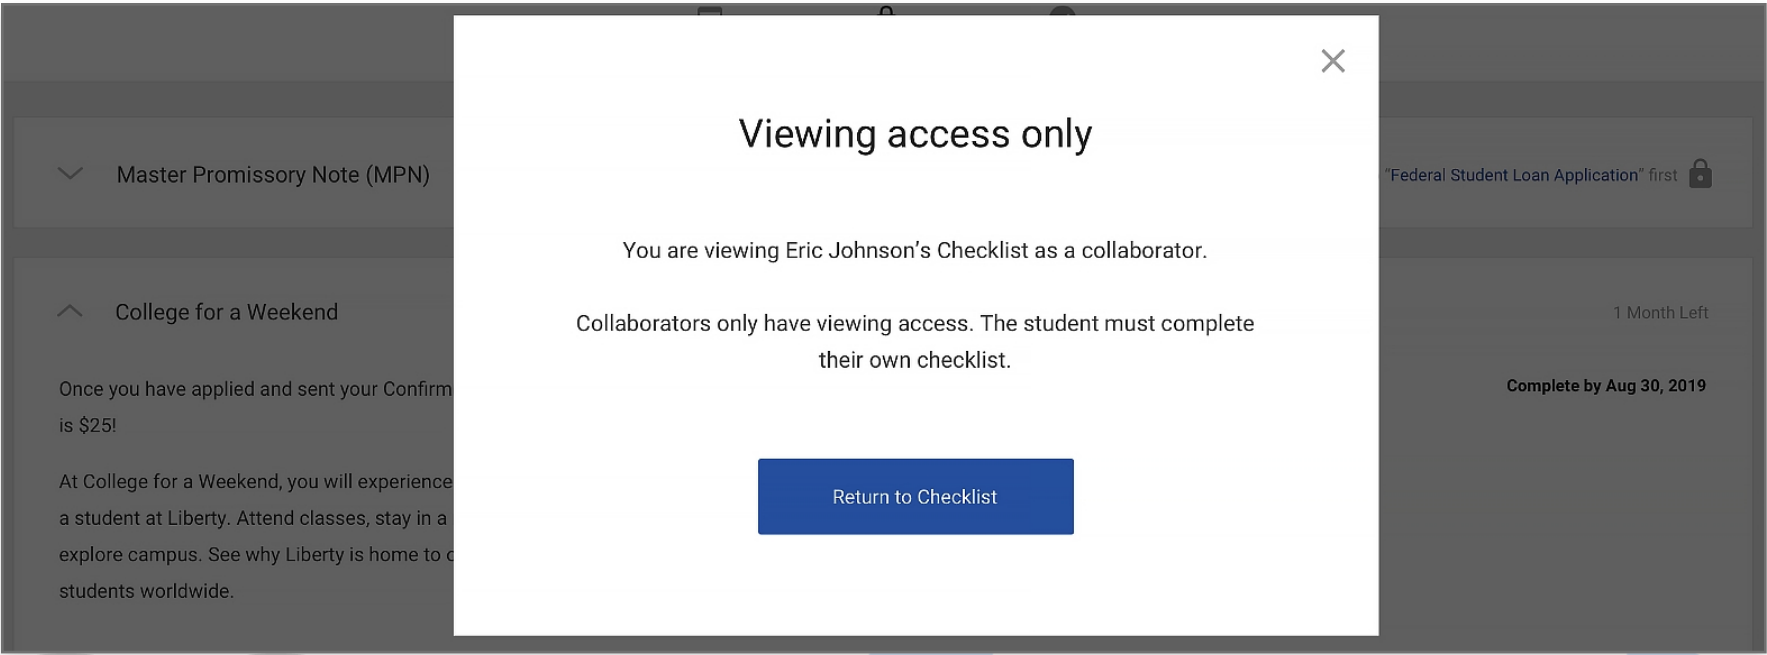 Viewing access only
You are viewing Eric Johnson's Checklist as a collaborator.
Collaborators only have viewing access. The student must complete
their own checklist.
Return to Checklist
Master Promissory Note (MPN)
"Federal Student Loan Application" first
College for a Weekend
1 Month Left
Once you have applied and sent your Confirm
is $25!
Complete by Aug 30, 2019
At College for a Weekend, you will experience
a student at Liberty. Attend classes, stay in a
explore campus. See why Liberty is home to
students worldwide.